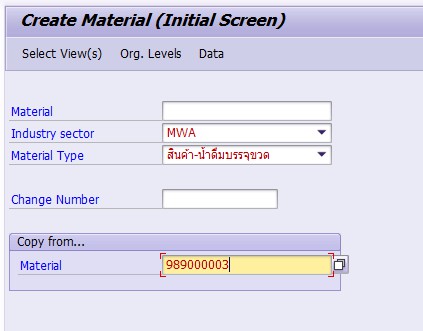 Create Material (Initial Screen)
Select View(s) Org. Levels Data
Material
Industry sector MWA
Material Type สินค้า-น้ำดื่มบรรจุขวด
Change Number
Copy from...
Material 989000003